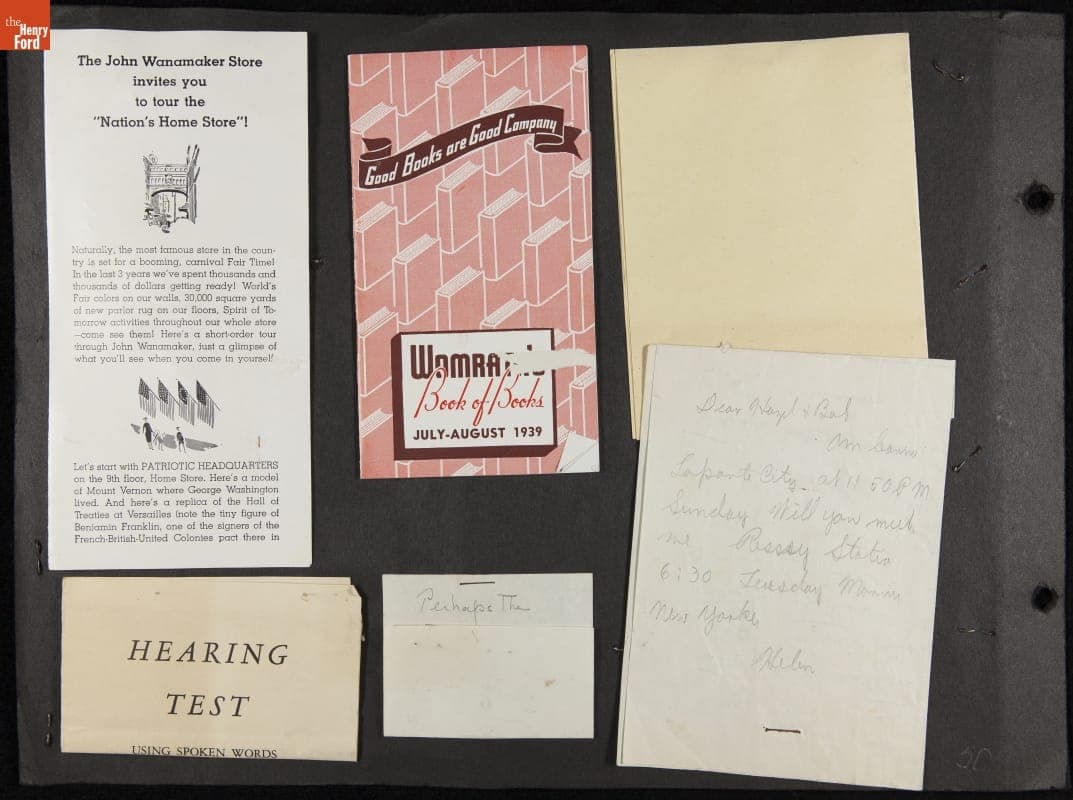 the
Henry
Ford
The John Wanamaker Store
invites you
to tour the
"Nation's Home Store"!
Naturally, the most famous store in the coun-
try is set for a booming, carnival Fair Time!
In the last 3 years we've spent thousands and
thousands of dollars getting ready! World's
Fair colors on our walls, 30,000 square yards
of new parlor rug on our floors, Spirit of To-
morrow activities throughout our whole store
—come see them! Here's a short-order tour
through John Wanamaker, just a glimpse of
what you'll see when you come in yourself!
Let's start with PATRIOTIC HEADQUARTERS
on the 9th floor, Home Store. Here's a model
of Mount Vernon where George Washington
lived. And here's a replica of the Hall of
Treaties at Versailles (note the tiny figure of
Benjamin Franklin, one of the signers of the
French-British-United Colonies pact there in
Good Books are Good Company
Womra
Book of Books
JULY-AUGUST 1939
HEARING
TEST
USING SPOKEN WORDS
Perhaps The
Dear Hazel & Bob
Laporte City at 11 50 PM
Sunday Will you meet
me Station
6:30 Tuesday
New Yorke
Helen
50